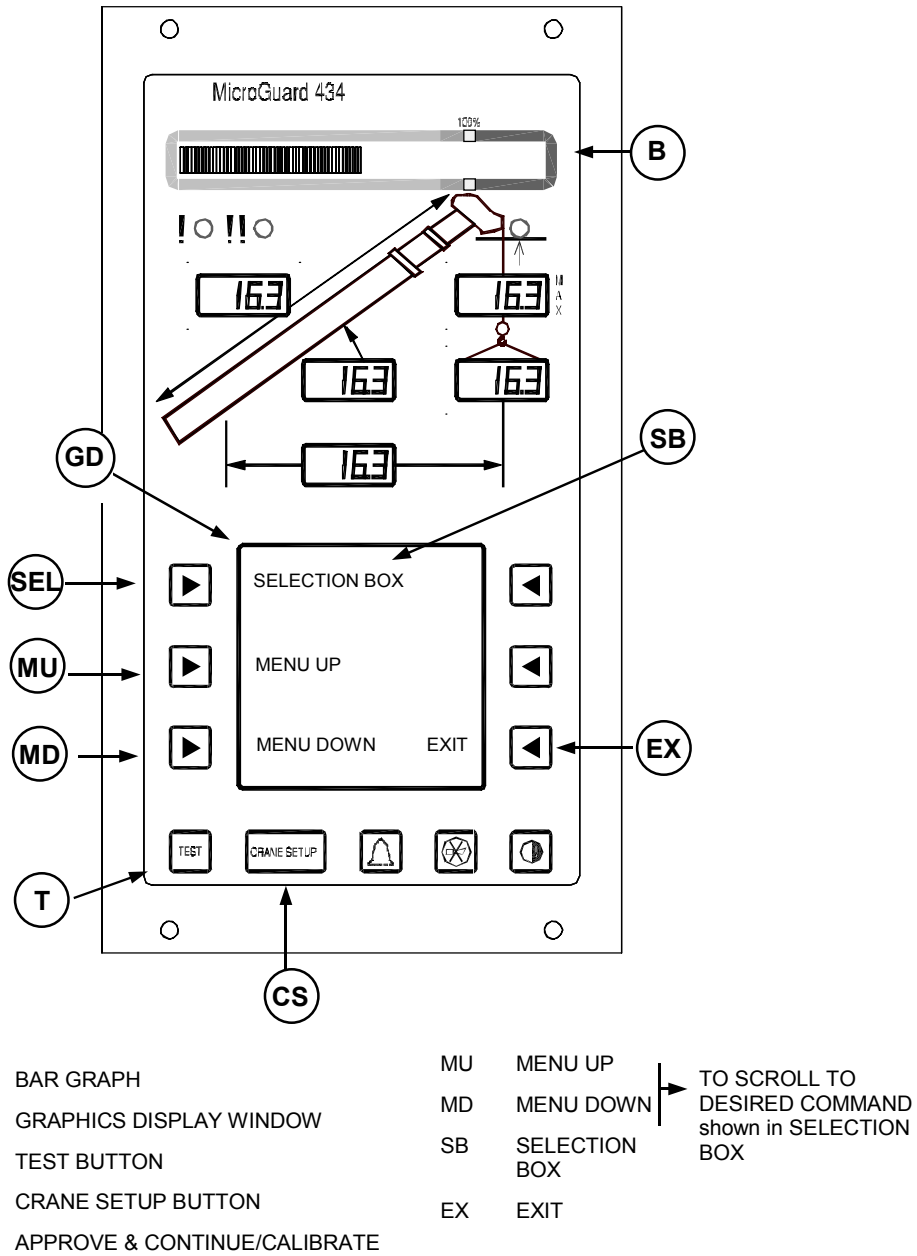 MicroGuard 434
100%
B
! !!
16.3
16.3
MAX
16.3
16.3
16.3
GD
SB
SELECTION BOX
SEL
MENU UP
MU
MENU DOWN EXIT
MD
EX
TEST
CRANE SETUP
T
CS
BAR GRAPH
GRAPHICS DISPLAY WINDOW
TEST BUTTON
CRANE SETUP BUTTON
APPROVE & CONTINUE/CALIBRATE
MU MENU UP
MD MENU DOWN
SB SELECTION
BOX
EX EXIT
TO SCROLL TO
DESIRED COMMAND
shown in SELECTION
BOX